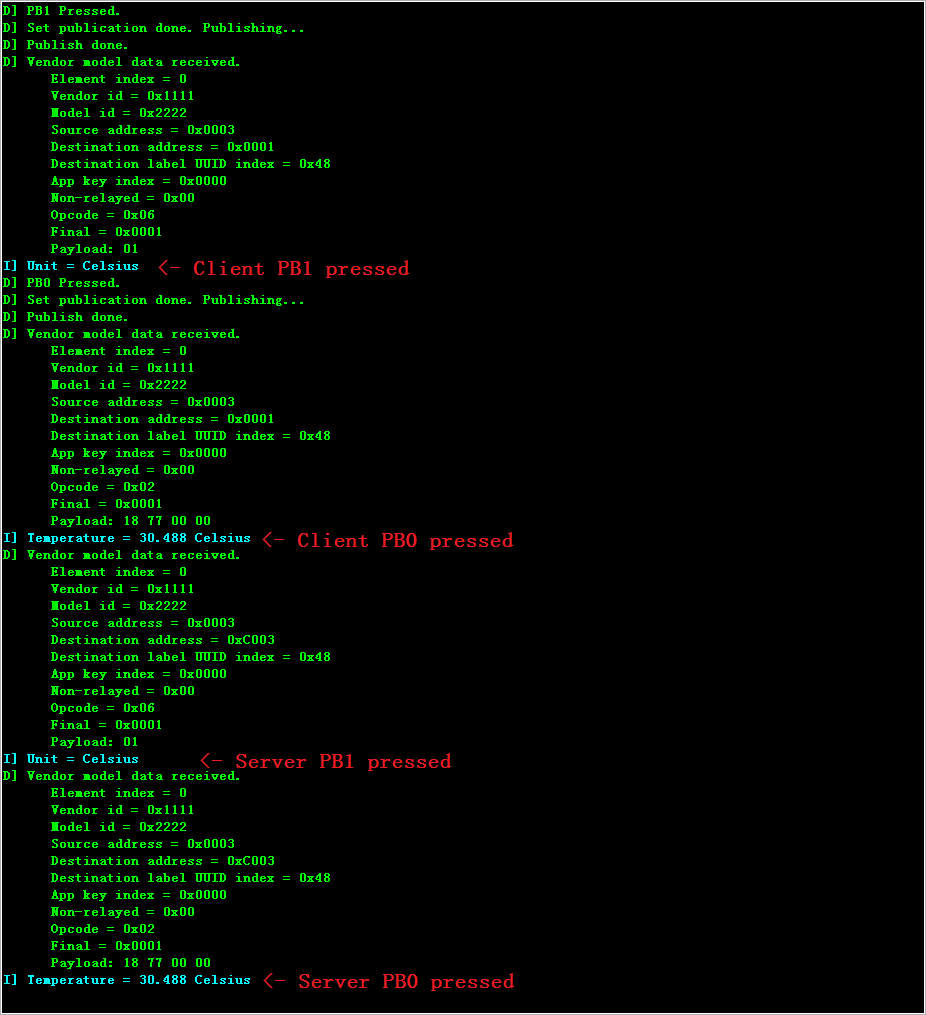 D] PB1 Pressed.
D] Set publication done. Publishing...
D] Publish done.
D] Vendor model data received.
Element index = 0
Vendor id = 0x1111
Model id = 0x2222
Source address = 0x0003
Destination address = 0x0001
Destination label UUID index = 0x48
App key index = 0x0000
Non-relayed = 0x00
Opcode = 0x06
Final = 0x0001
Payload: 01
I] Unit = Celsius <- Client PB1 pressed
D] PB0 Pressed.
D] Set publication done. Publishing...
D] Publish done.
D] Vendor model data received.
Element index = 0
Vendor id = 0x1111
Model id = 0x2222
Source address = 0x0003
Destination address = 0x0001
Destination label UUID index = 0x48
App key index = 0x0000
Non-relayed = 0x00
Opcode = 0x02
Final = 0x0001
Payload: 18 77 00 00
I] Temperature = 30.488 Celsius <- Client PB0 pressed
D] Vendor model data received.
Element index = 0
Vendor id = 0x1111
Model id = 0x2222
Source address = 0x0003
Destination address = 0xC003
Destination label UUID index = 0x48
App key index = 0x0000
Non-relayed = 0x00
Opcode = 0x06
Final = 0x0001
Payload: 01
I] Unit = Celsius <- Server PB1 pressed
D] Vendor model data received.
Element index = 0
Vendor id = 0x1111
Model id = 0x2222
Source address = 0x0003
Destination address = 0xC003
Destination label UUID index = 0x48
App key index = 0x0000
Non-relayed = 0x00
Opcode = 0x02
Final = 0x0001
Payload: 18 77 00 00
I] Temperature = 30.488 Celsius <- Server PB0 pressed